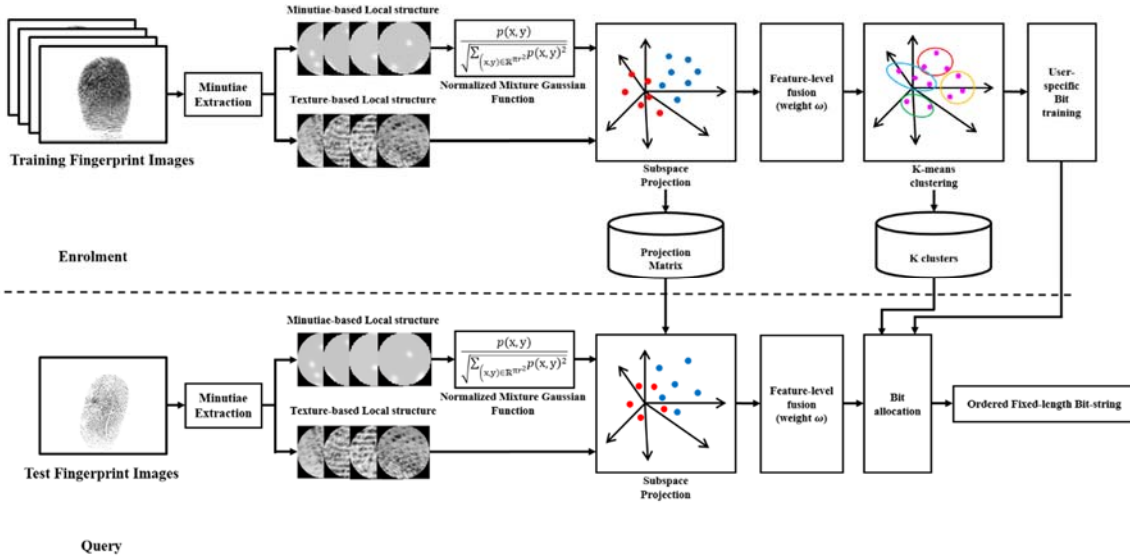 Minutiae-based Local structure
Training Fingerprint Images
Minutiae
Extraction
Texture-based Local structure
p(x, y)
√∑(x,y)∈ℝπr² p(x, y)²
Normalized Mixture Gaussian
Function
Subspace
Projection
Feature-level
fusion
(weight ω)
K-means
clustering
User-
specific
Bit
training
Projection
Matrix
K clusters
Enrolment
Minutiae-based Local structure
Test Fingerprint Images
Minutiae
Extraction
Texture-based Local structure
p(x, y)
√∑(x,y)∈ℝπr² p(x, y)²
Normalized Mixture Gaussian
Function
Subspace
Projection
Feature-level
fusion
(weight ω)
Bit
allocation
Ordered Fixed-length Bit-string
Query